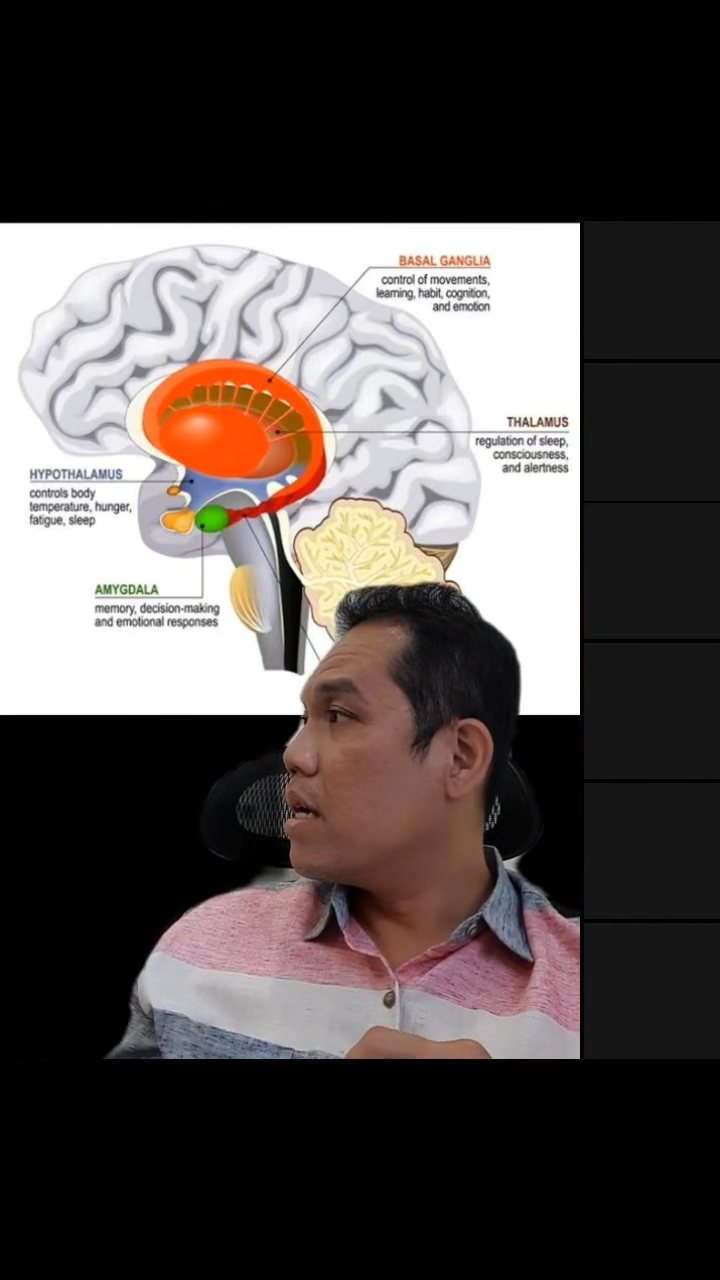 BASAL GANGLIA
control of movements,
learning, habit, cognition,
and emotion
THALAMUS
regulation of sleep,
consciousness,
and alertness
HYPOTHALAMUS
controls body
temperature, hunger,
fatigue, sleep
AMYGDALA
memory, decision-making
and emotional responses